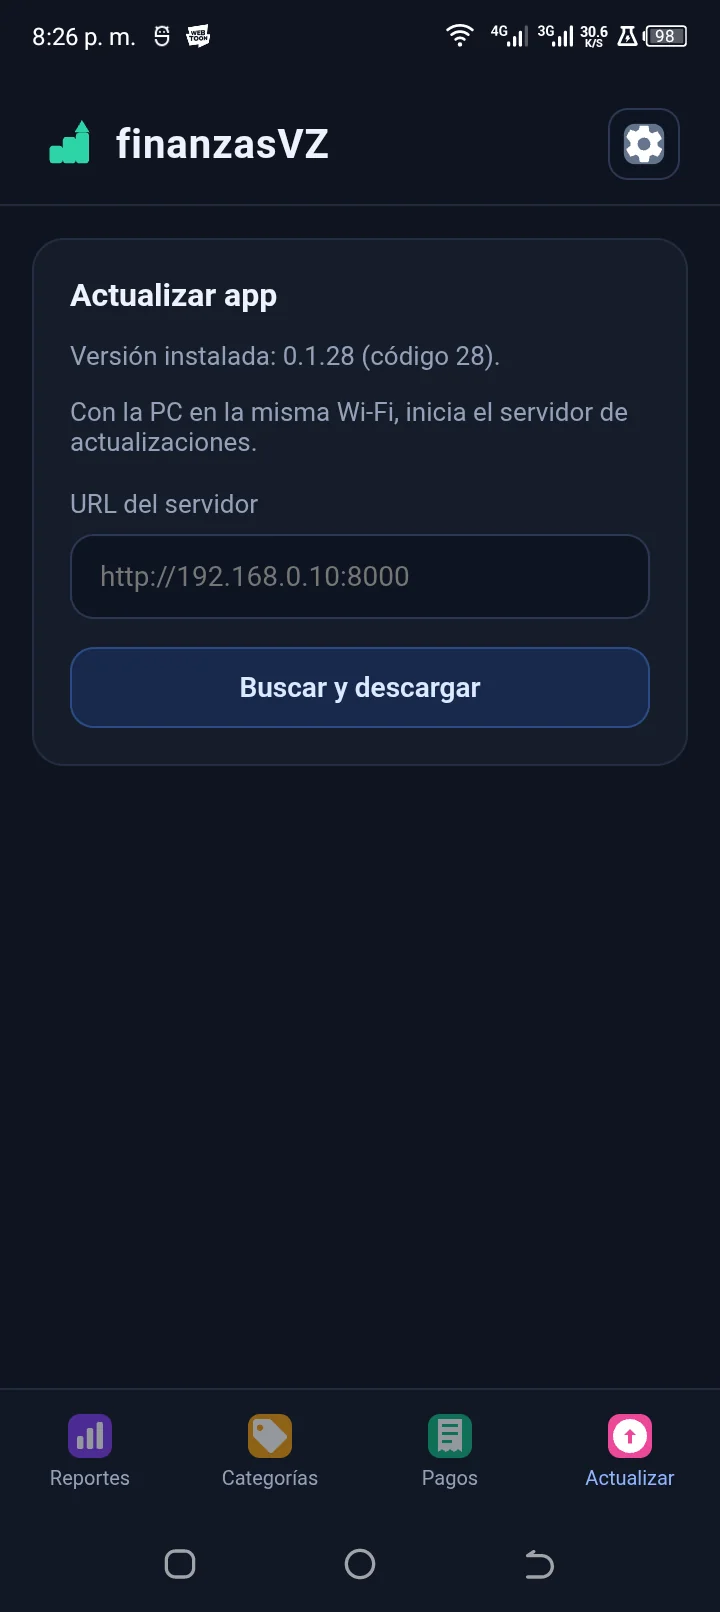 8:26 p. m.
WEB TOON
4G
3G
30.6 K/S
98
finanzasVZ
Actualizar app
Versión instalada: 0.1.28 (código 28).
Con la PC en la misma Wi-Fi, inicia el servidor de
actualizaciones.
URL del servidor
http://192.168.0.10:8000
Buscar y descargar
Reportes
Categorías
Pagos
Actualizar